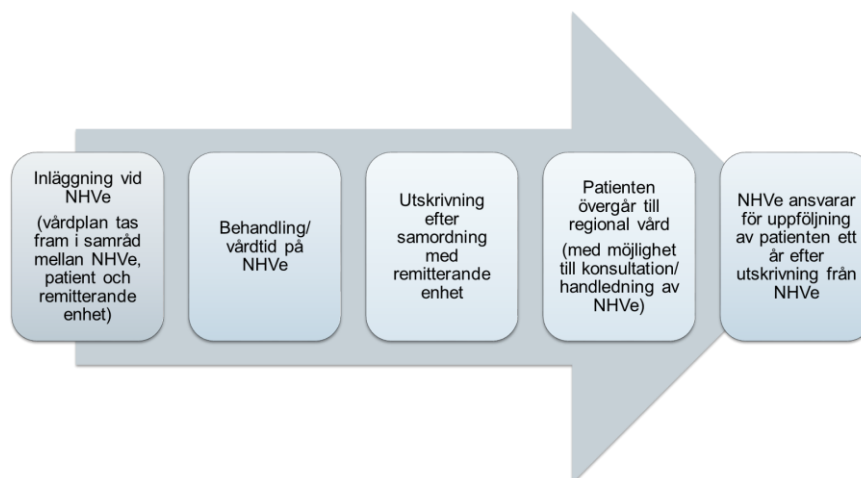 Inläggning vid
NHVe
(vårdplan tas
fram i samråd
mellan NHVe,
patient och
remitterande
enhet)
Behandling/
vårdtid på
NHVe
Utskrivning
efter
samordning
med
remitterande
enhet
Patienten
övergår till
regional vård
(med möjlighet
till konsultation/
handledning av
NHVe)
NHVe ansvarar
för uppföljning
av patienten ett
år efter
utskrivning från
NHVe